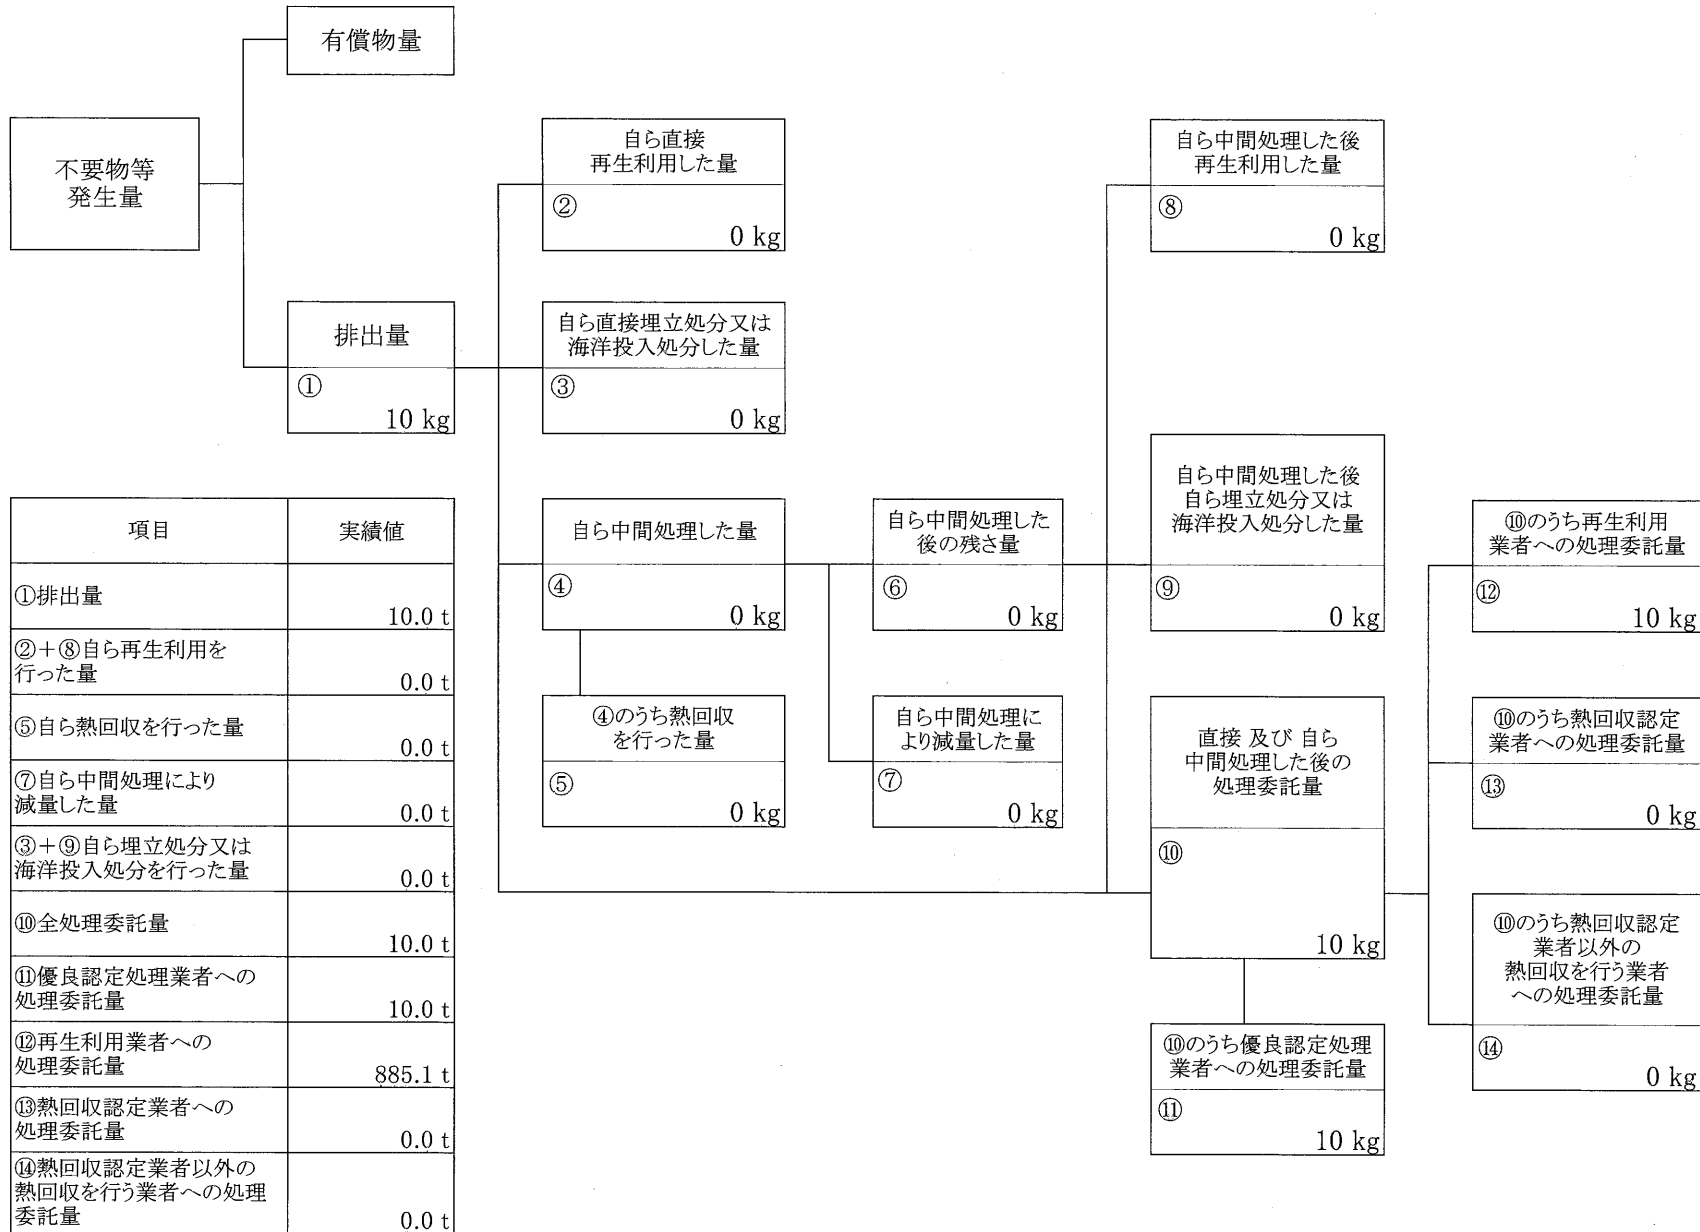 有償物量
不要物等
発生量
排出量
①
10 kg
自ら直接
再生利用した量
②
0 kg
自ら直接埋立処分又は
海洋投入処分した量
③
0 kg
自ら中間処理した量
④
0 kg
④のうち熱回収
を行った量
⑤
0 kg
自ら中間処理した
後の残さ量
⑥
0 kg
自ら中間処理に
より減量した量
⑦
0 kg
自ら中間処理した後
再生利用した量
⑧
0 kg
自ら中間処理した後
自ら埋立処分又は
海洋投入処分した量
⑨
0 kg
直接 及び 自ら
中間処理した後の
処理委託量
⑩
10 kg
⑩のうち優良認定処理
業者への処理委託量
⑪
10 kg
⑩のうち再生利用
業者への処理委託量
⑫
10 kg
⑩のうち熱回収認定
業者への処理委託量
⑬
0 kg
⑩のうち熱回収認定
業者以外の
熱回収を行う業者
への処理委託量
⑭
0 kg
項目 実績値
①排出量
10.0 t
②＋⑧自ら再生利用を
行った量
0.0 t
⑤自ら熱回収を行った量
0.0 t
⑦自ら中間処理により
減量した量
0.0 t
③＋⑨自ら埋立処分又は
海洋投入処分を行った量
0.0 t
⑩全処理委託量
10.0 t
⑪優良認定処理業者への
処理委託量
10.0 t
⑫再生利用業者への
処理委託量
885.1 t
⑬熱回収認定業者への
処理委託量
0.0 t
⑭熱回収認定業者以外の
熱回収を行う業者への処理
委託量
0.0 t